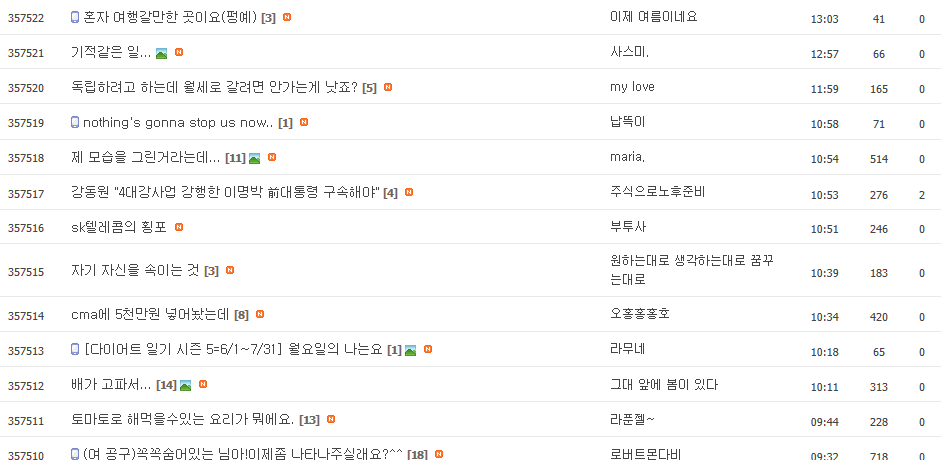 357522 혼자 여행갈만한 곳이요(펑예) [3] N 이제 여름이네요 13:03 41 0
357521 기적같은 일... N 사스미. 12:57 66 0
357520 독립하려고 하는데 월세로 갈려면 안가는게 낫죠? [5] N my love 11:59 165 0
357519 nothing's gonna stop us now.. [1] N 납뚝이 10:58 71 0
357518 제 모습을 그린거라는데... [11] N maria. 10:54 514 0
357517 강동원 "4대강사업 강행한 이명박 前대통령 구속해야" [4] N 주식으로노후준비 10:53 276 2
357516 sk텔레콤의 횡포 N 부투사 10:51 246 0
357515 자기 자신을 속이는 것 [3] N 원하는대로 생각하는대로 꿈꾸 10:39 183 0
는대로
357514 cma에 5천만원 넣어놨는데 [8] N 오홍홍홍호 10:34 420 0
357513 [다이어트 일기 시즌 5=6/1~7/31] 월요일의 나는요 [1] N 라무네 10:18 65 0
357512 배가 고파서... [14] N 그대 앞에 봄이 있다 10:11 313 0
357511 토마토로 해먹을수있는 요리가 뭐에요. [13] N 라푼젤~ 09:44 228 0
357510 (여 공구)꼭꼭숨어있는 님아!이제좀 나타나주실래요?^^ [18] N 로버트몬다비 09:32 718 0